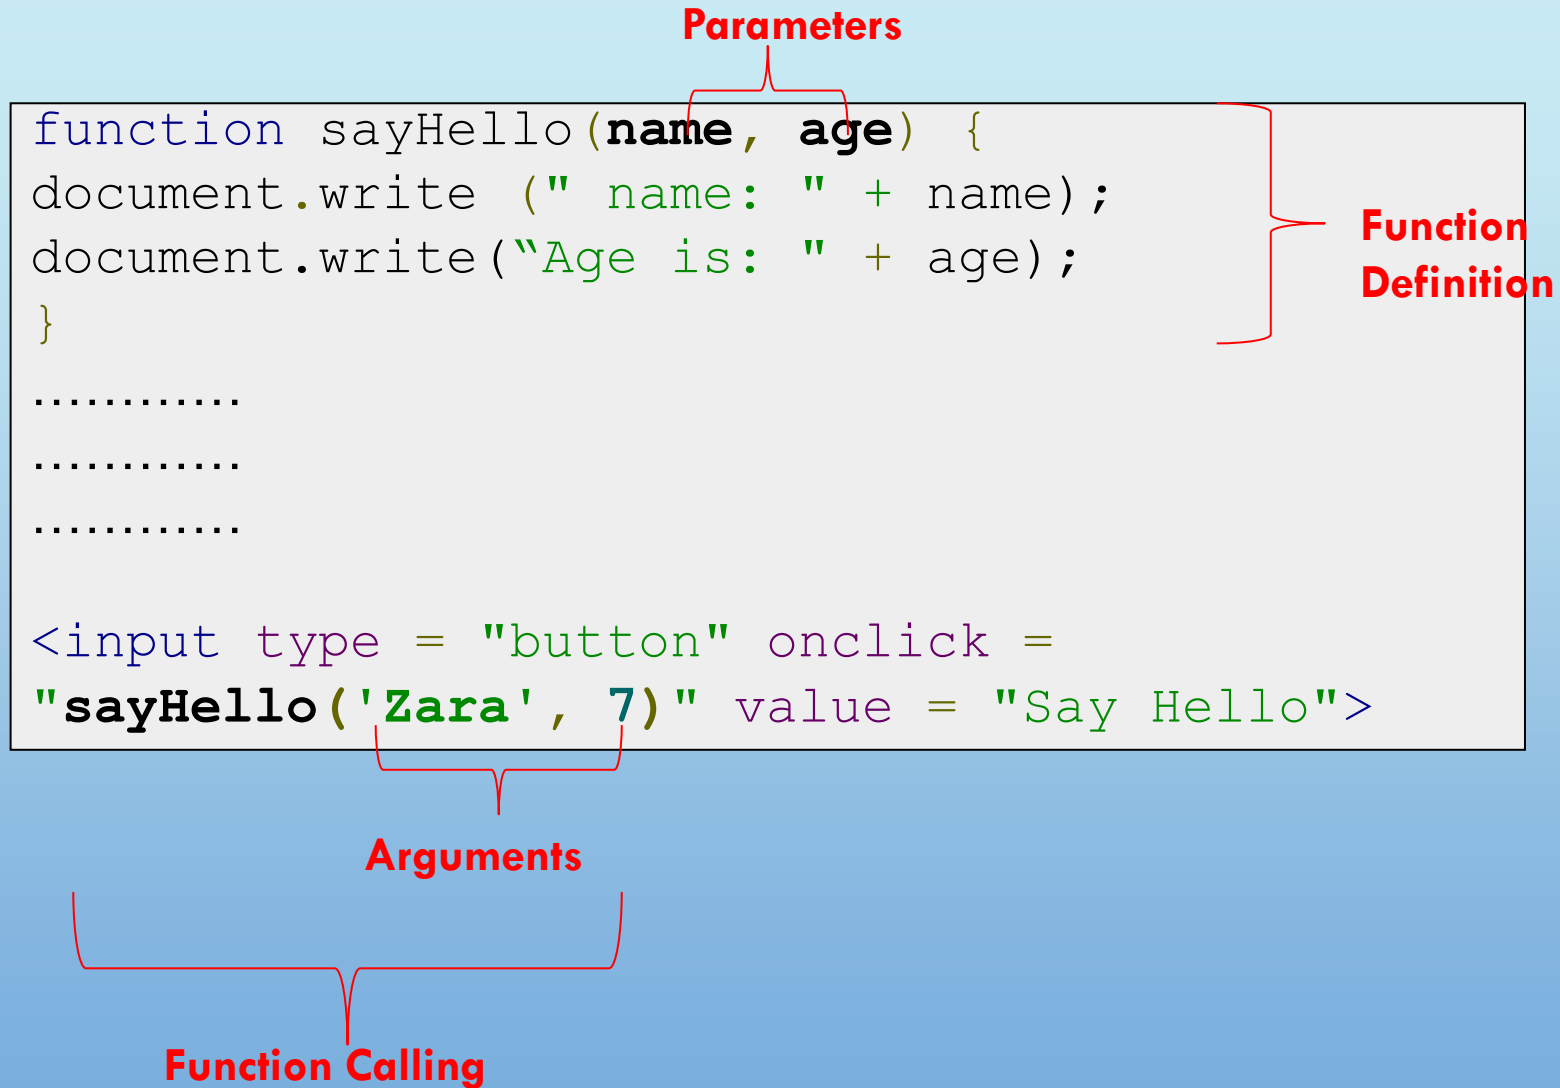 Parameters
function sayHello(name, age) {
document.write (" name: " + name);
document.write(“Age is: " + age);
}
Function
Definition
…………
…………
…………
<input type = "button" onclick =
"sayHello('Zara', 7)" value = "Say Hello">
Arguments
Function Calling